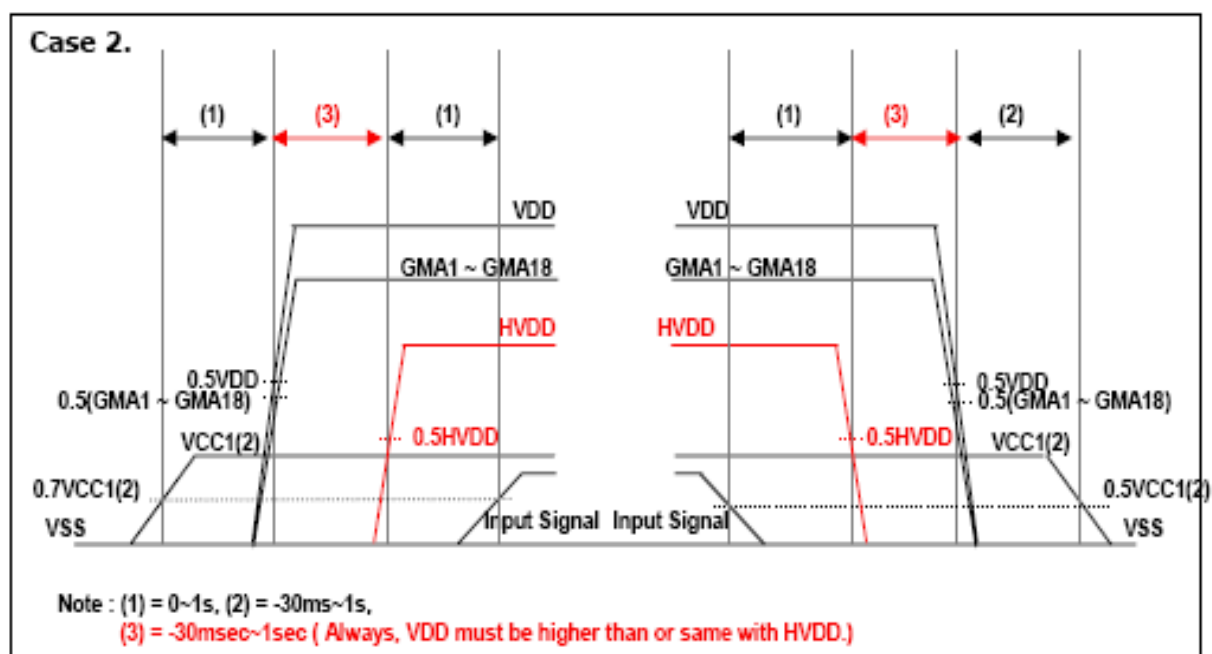 Case 2.
(1) (3) (1) (1) (3) (2)
VDD VDD
GMA1 ~ GMA18 GMA1 ~ GMA18
HVDD HVDD
0.5VDD 0.5VDD
0.5(GMA1 ~ GMA18) 0.5(GMA1 ~ GMA18)
VCC1(2) 0.5HVDD 0.5HVDD VCC1(2)
0.7VCC1(2) 0.5VCC1(2)
VSS Input Signal Input Signal VSS
Note : (1) = 0~1s, (2) = -30ms~1s,
(3) = -30msec~1sec ( Always, VDD must be higher than or same with HVDD.)